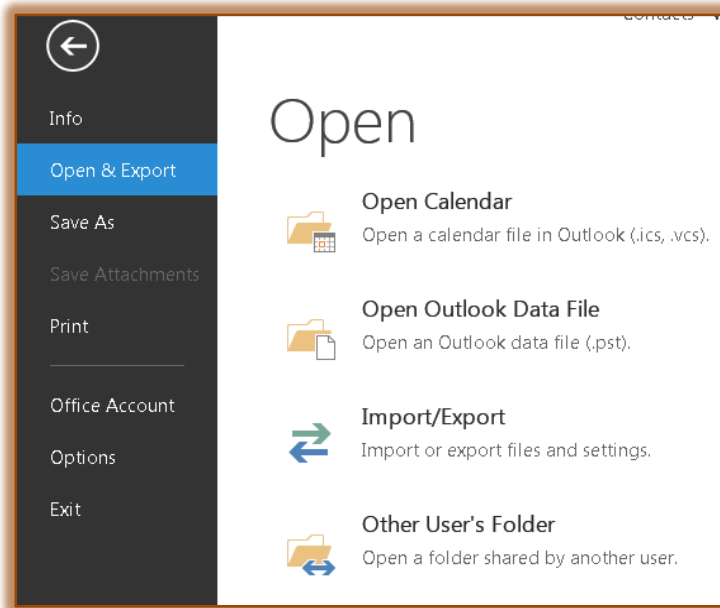 Info
Open & Export
Save As
Save Attachments
Print
Office Account
Options
Exit
Open
Open Calendar
Open a calendar file in Outlook (.ics, .vcs).
Open Outlook Data File
Open an Outlook data file (.pst).
Import/Export
Import or export files and settings.
Other User's Folder
Open a folder shared by another user.